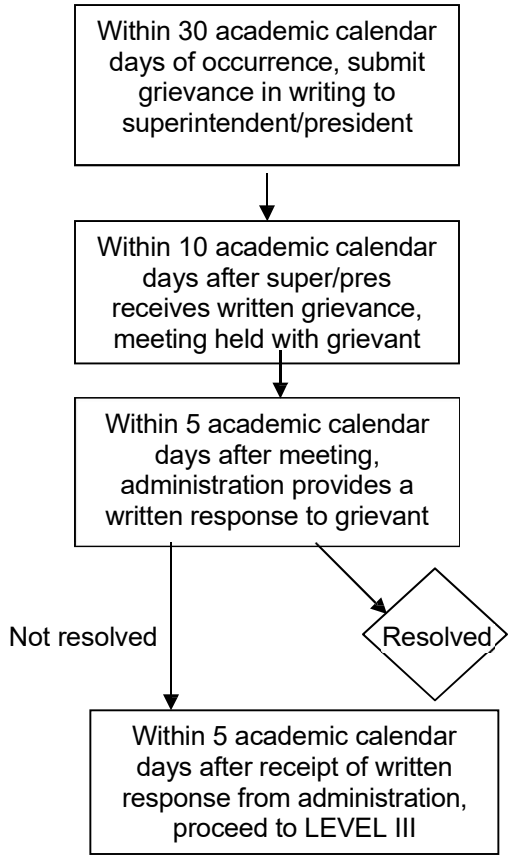 Within 30 academic calendar
days of occurrence, submit
grievance in writing to
superintendent/president
Within 10 academic calendar
days after super/pres
receives written grievance,
meeting held with grievant
Within 5 academic calendar
days after meeting,
administration provides a
written response to grievant
Not resolved
Resolved
Within 5 academic calendar
days after receipt of written
response from administration,
proceed to LEVEL III